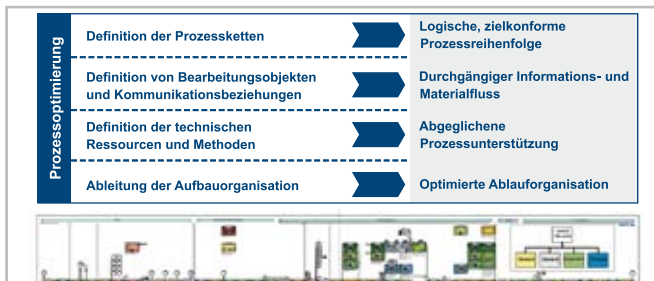 Prozessoptimierung
Definition der Prozessketten
Logische, zielkonforme
Prozessreihenfolge
Definition von Bearbeitungsobjekten
und Kommunikationsbeziehungen
Durchgängiger Informations- und
Materialfluss
Definition der technischen
Ressourcen und Methoden
Abgeglichene
Prozessunterstützung
Ableitung der Aufbauorganisation
Optimierte Ablauforganisation